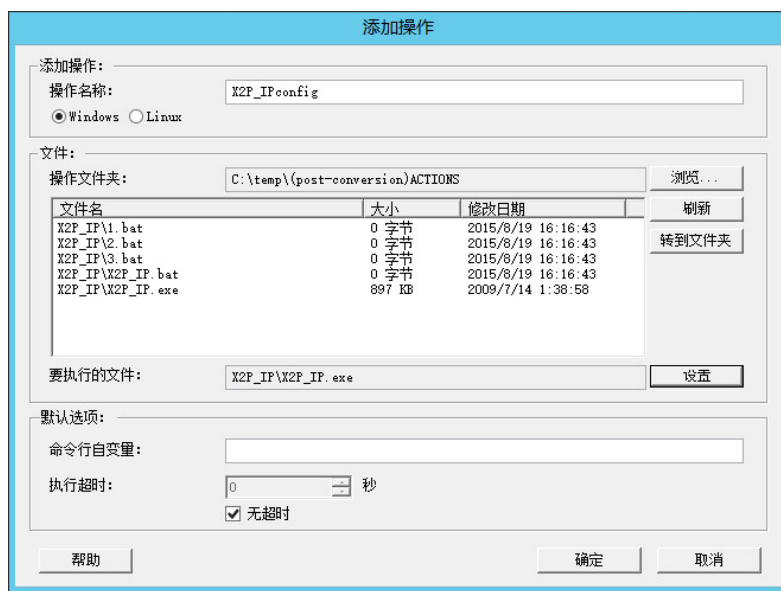 添加操作
添加操作:
操作名称: X2P_IPconfig
Windows Linux
文件:
操作文件夹: C:\temp\(post-conversion)ACTIONS 浏览...
文件名 大小 修改日期 刷新
X2P_IP\1.bat 0 字节 2015/8/19 16:16:43
X2P_IP\2.bat 0 字节 2015/8/19 16:16:43 转到文件夹
X2P_IP\3.bat 0 字节 2015/8/19 16:16:43
X2P_IP\X2P_IP.bat 0 字节 2015/8/19 16:16:43
X2P_IP\X2P_IP.exe 897 KB 2009/7/14 1:38:58
要执行的文件: X2P_IP\X2P_IP.exe 设置
默认选项:
命令行自变量:
执行超时: 0 秒
无超时
帮助 确定 取消